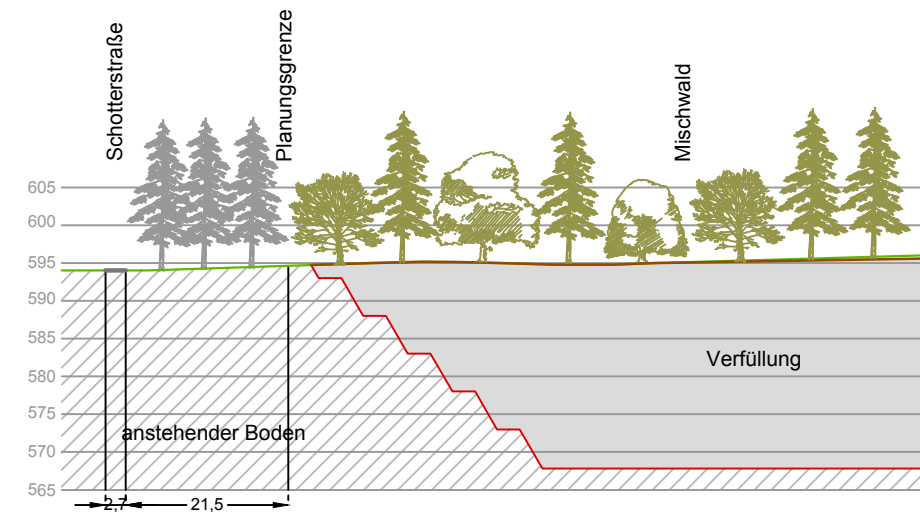 Schotterstraße
Planungsgrenze
Mischwald
605
600
595
590
585
580
575
570
565
Verfüllung
anstehender Boden
2,7
21,5